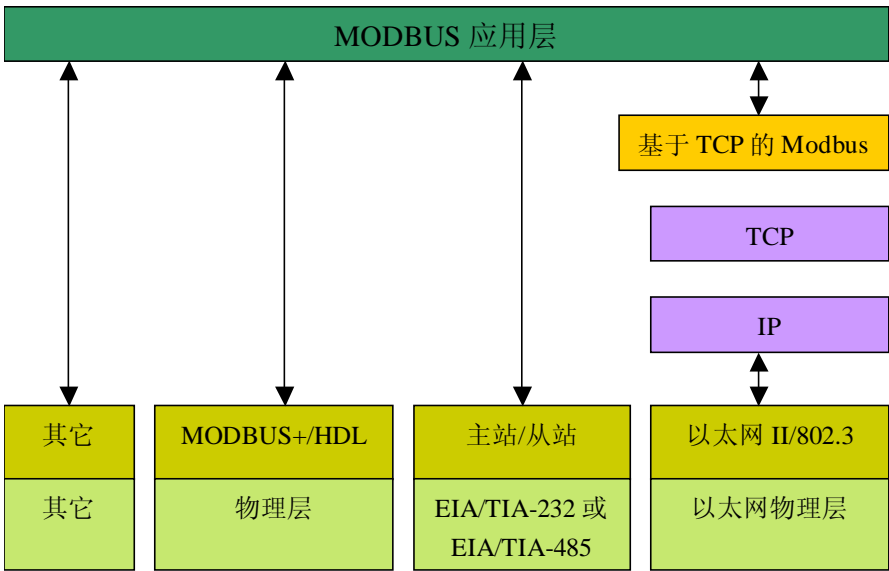 MODBUS 应用层
基于 TCP 的 Modbus
TCP
IP
其它
MODBUS+/HDL
主站/从站
以太网 II/802.3
其它
物理层
EIA/TIA-232 或
EIA/TIA-485
以太网物理层